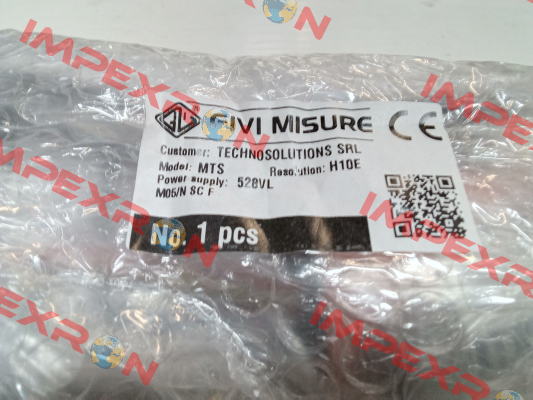 IMPEXRON
IMPEXRON
GIVI MISURE CE
Customer: TECHNOSOLUTIONS SRL
Model: MTS Resolution: H10E
Power supply: 528VL
M05/N SC F
No. 1 pcs
IMPEXRON
IMPEXRON
IMPEXRON